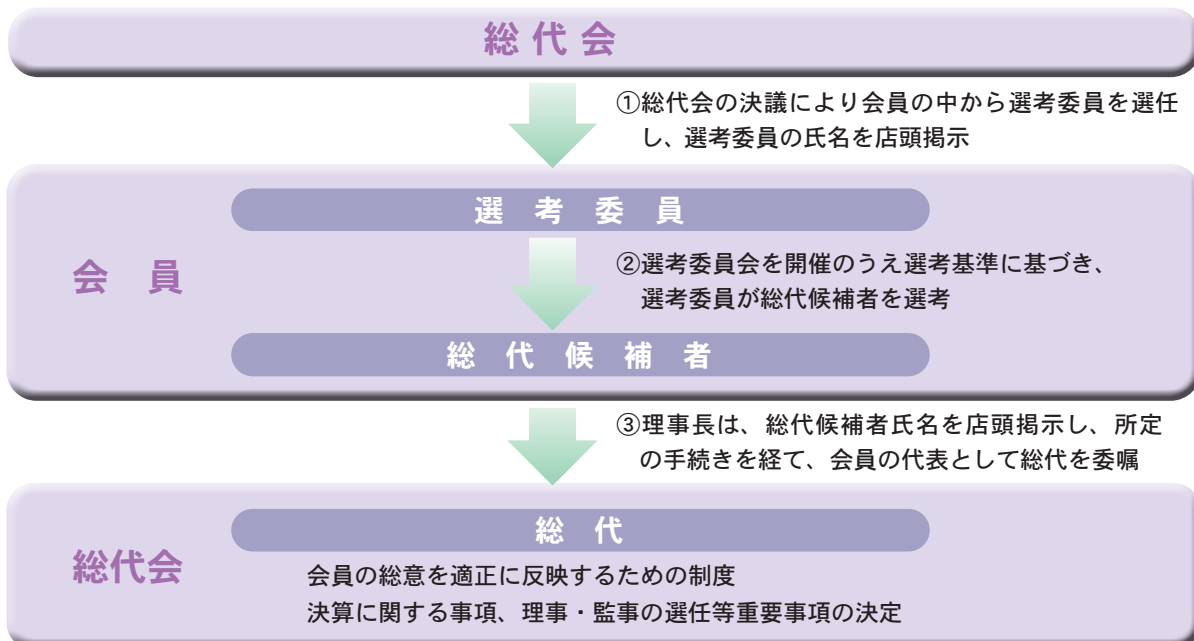 総代会
①総代会の決議により会員の中から選考委員を選任
し、選考委員の氏名を店頭掲示
選考委員
会員
②選考委員会を開催のうえ選考基準に基づき、
選考委員が総代候補者を選考
総代候補者
③理事長は、総代候補者氏名を店頭掲示し、所定
の手続きを経て、会員の代表として総代を委嘱
総代
総代会
会員の総意を適正に反映するための制度
決算に関する事項、理事・監事の選任等重要事項の決定